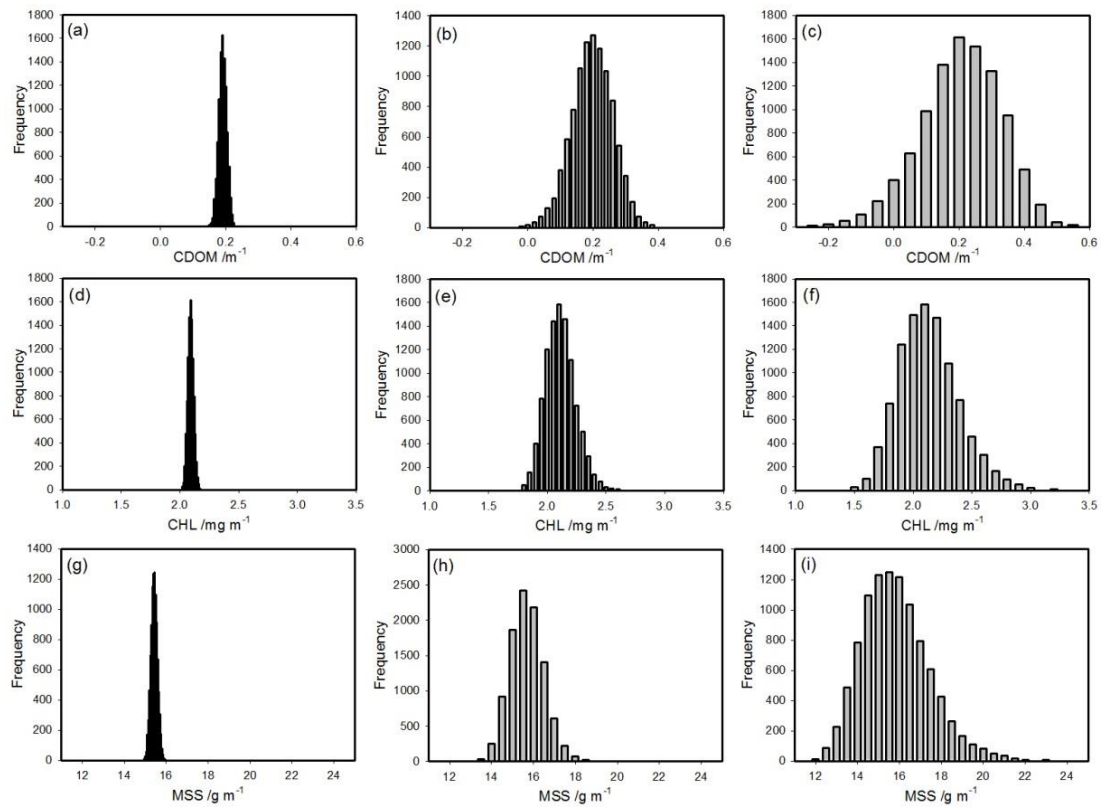 (a)
Frequency
1800
1600
1400
1200
1000
800
600
400
200
0
-0.2 0.0 0.2 0.4 0.6
CDOM /m-1
(b)
Frequency
1400
1200
1000
800
600
400
200
0
-0.2 0.0 0.2 0.4 0.6
CDOM /m-1
(c)
Frequency
1800
1600
1400
1200
1000
800
600
400
200
0
-0.2 0.0 0.2 0.4 0.6
CDOM /m-1
(d)
Frequency
1800
1600
1400
1200
1000
800
600
400
200
0
1.0 1.5 2.0 2.5 3.0 3.5
CHL /mg m-1
(e)
Frequency
1800
1600
1400
1200
1000
800
600
400
200
0
1.0 1.5 2.0 2.5 3.0 3.5
CHL /mg m-1
(f)
Frequency
1800
1600
1400
1200
1000
800
600
400
200
0
1.0 1.5 2.0 2.5 3.0 3.5
CHL /mg m-1
(g)
Frequency
1400
1200
1000
800
600
400
200
0
12 14 16 18 20 22 24
MSS /g m-1
(h)
Frequency
3000
2500
2000
1500
1000
500
0
12 14 16 18 20 22 24
MSS /g m-1
(i)
Frequency
1400
1200
1000
800
600
400
200
0
12 14 16 18 20 22 24
MSS /g m-1